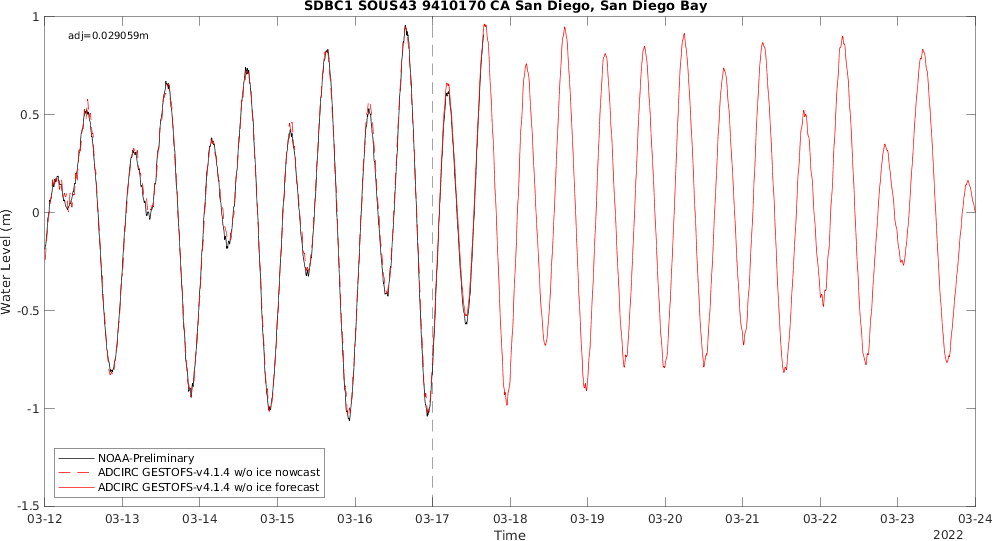 SDBC1 SOUS43 9410170 CA San Diego, San Diego Bay
adj=0.029059m
1
0.5
0
-0.5
-1
-1.5
Water Level (m)
NOAA-Preliminary
ADCIRC GESTOFS-v4.1.4 w/o ice nowcast
ADCIRC GESTOFS-v4.1.4 w/o ice forecast
03-12 03-13 03-14 03-15 03-16 03-17 03-18 03-19 03-20 03-21 03-22 03-23 03-24
Time
2022